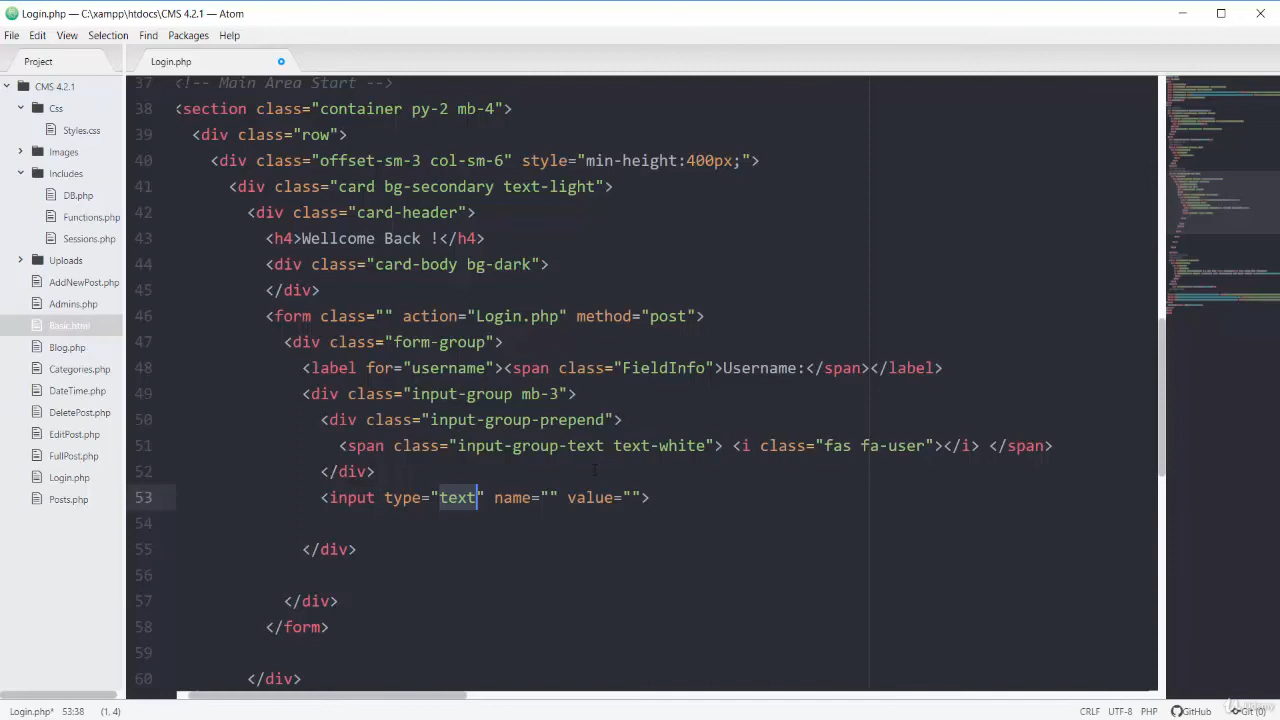 Login.php — C:\xampp\htdocs\CMS 4.2.1 — Atom
File Edit View Selection Find Packages Help
Project
Login.php
CMS 4.2.1
Css
Styles.css
Images
Includes
DB.php
Functions.php
Sessions.php
Uploads
AddNewPost.php
Admins.php
Basic.html
Blog.php
Categories.php
DateTime.php
DeletePost.php
EditPost.php
FullPost.php
Login.php
Posts.php
37 <!-- Main Area Start -->
38 <section class="container py-2 mb-4">
39 <div class="row">
40 <div class="offset-sm-3 col-sm-6" style="min-height:400px;">
41 <div class="card bg-secondary text-light">
42 <div class="card-header">
43 <h4>Wellcome Back !</h4>
44 <div class="card-body bg-dark">
45 </div>
46 <form class="" action="Login.php" method="post">
47 <div class="form-group">
48 <label for="username"><span class="FieldInfo">Username:</span></label>
49 <div class="input-group mb-3">
50 <div class="input-group-prepend">
51 <span class="input-group-text text-white"> <i class="fas fa-user"></i> </span>
52 </div>
53 <input type="text" name="" value="">
54
55 </div>
56
57 </div>
58 </form>
59
60 </div>
Login.php* 53:38 (1, 4) CRLF UTF-8 PHP GitHub Git (0)